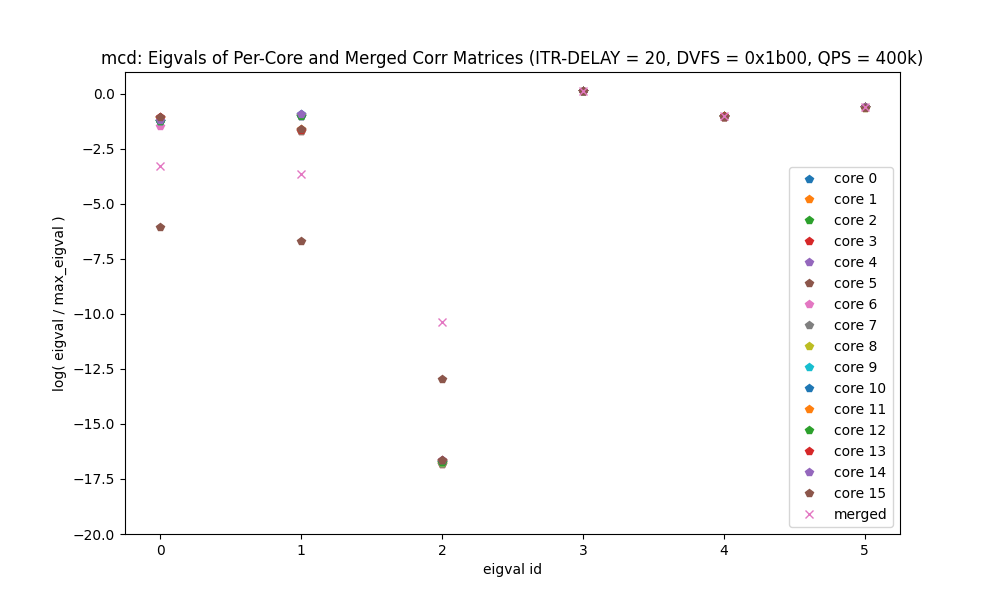 mcd: Eigvals of Per-Core and Merged Corr Matrices (ITR-DELAY = 20, DVFS = 0x1b00, QPS = 400k)
log( eigval / max_eigval )
0.0
−2.5
−5.0
−7.5
−10.0
−12.5
−15.0
−17.5
−20.0
0 1 2 3 4 5
eigval id
core 0
core 1
core 2
core 3
core 4
core 5
core 6
core 7
core 8
core 9
core 10
core 11
core 12
core 13
core 14
core 15
merged